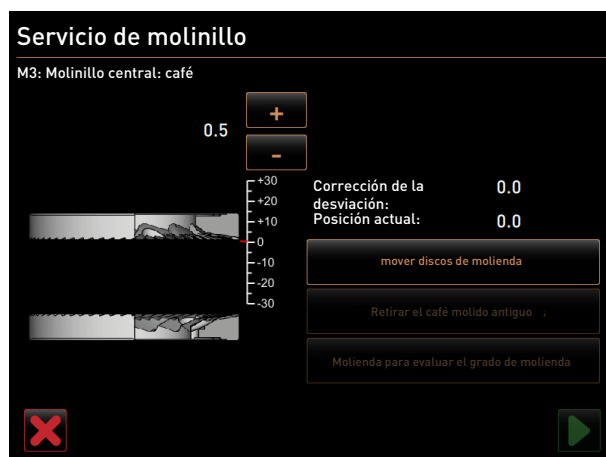 Servicio de molinillo
M3: Molinillo central: café
+
0.5
-
+30
+20
+10
0
-10
-20
-30
Corrección de la desviación: 0.0
Posición actual: 0.0
mover discos de molienda
Retirar el café molido antiguo
Molienda para evaluar el grado de molienda